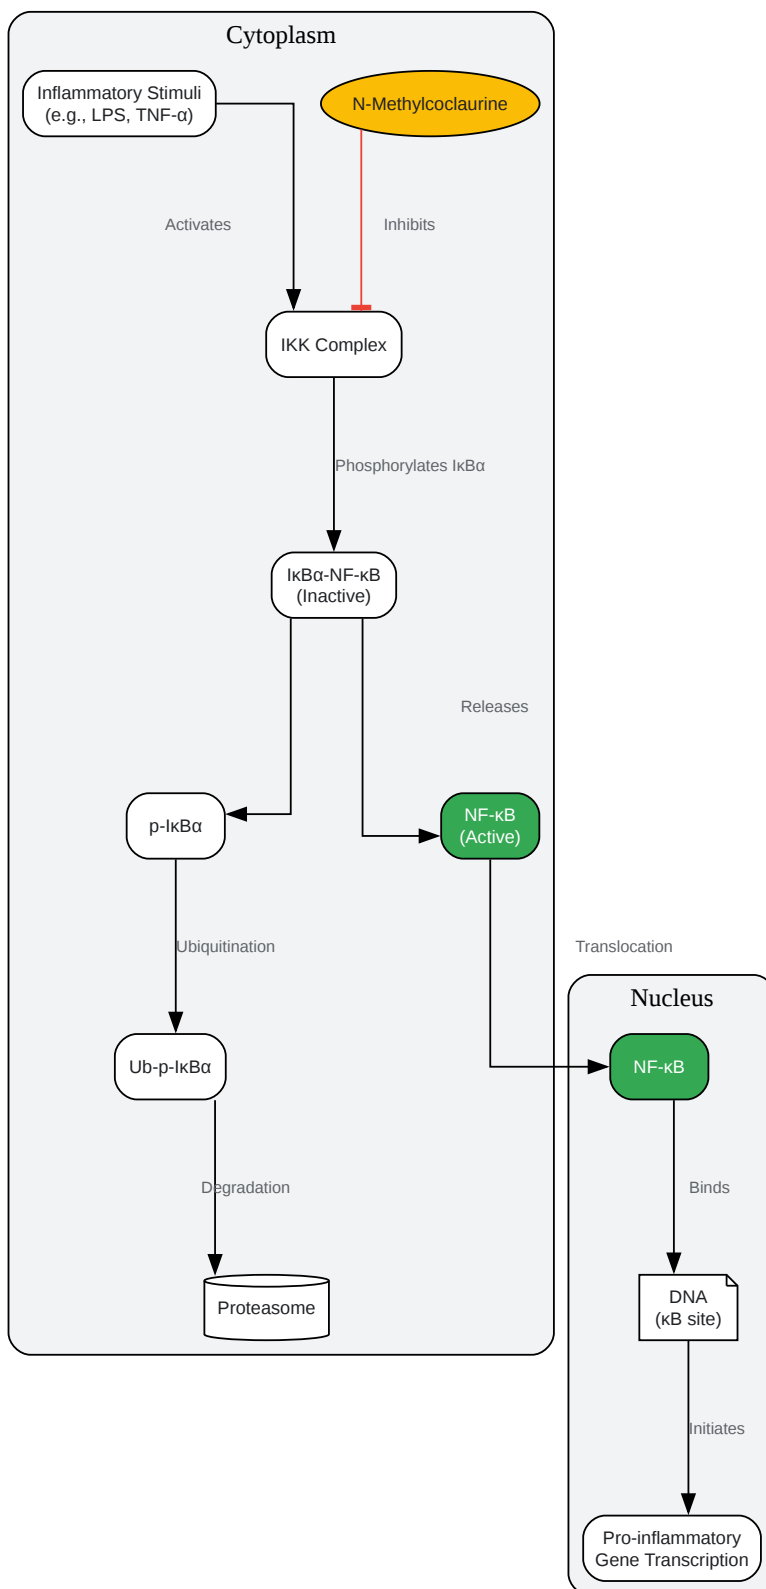 Cytoplasm
Inflammatory Stimuli
(e.g., LPS, TNF-α)
N-Methylcoclaurine
Activates
Inhibits
IKK Complex
Phosphorylates IκBα
IκBα-NF-κB
(Inactive)
Releases
p-IκBα
NF-κB
(Active)
Ubiquitination
Translocation
Nucleus
Ub-p-IκBα
NF-κB
Degradation
Binds
Proteasome
DNA
(κB site)
Initiates
Pro-inflammatory
Gene Transcription